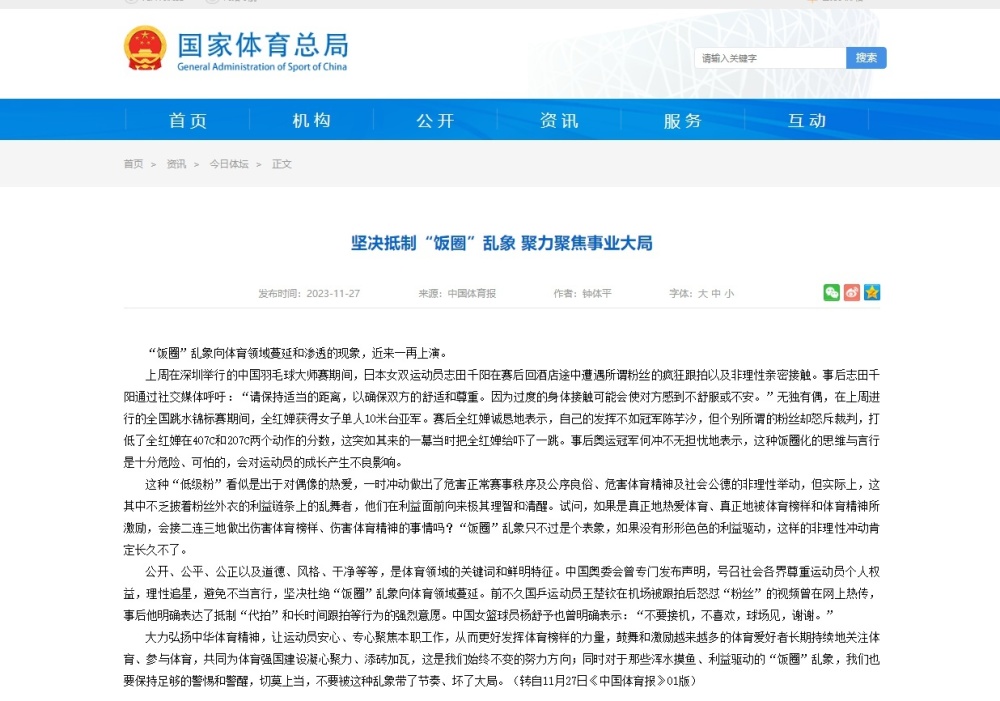 国家体育总局
General Administration of Sport of China
请输入关键字
搜索
首页 机构 公开 资讯 服务 互动
首页 > 资讯 > 今日体坛 > 正文
坚决抵制“饭圈”乱象 聚力聚焦事业大局
发布时间：2023-11-27 来源：中国体育报 作者：钟体平 字体：大 中 小
“饭圈”乱象向体育领域蔓延和渗透的现象，近来一再上演。
上周在深圳举行的中国羽毛球大师赛期间，日本女双运动员志田千阳在赛后回酒店途中遭遇所谓粉丝的疯狂跟拍以及非理性亲密接触。事后志田千
阳通过社交媒体呼吁：“请保持适当的距离，以确保双方的舒适和尊重。因为过度的身体接触可能会使对方感到不舒服或不安。”无独有偶，在上周进
行的全国跳水锦标赛期间，全红婵获得女子单人10米台亚军。赛后全红婵诚恳地表示，自己的发挥不如冠军陈芋汐，但个别所谓的粉丝却怒斥裁判，打
低了全红婵在407C和207C两个动作的分数，这突如其来的一幕当时把全红婵给吓了一跳。事后奥运冠军何冲不无担忧地表示，这种饭圈化的思维与言行
是十分危险、可怕的，会对运动员的成长产生不良影响。
这种“低级粉”看似是出于对偶像的热爱，一时冲动做出了危害正常赛事秩序及公序良俗、危害体育精神及社会公德的非理性举动，但实际上，这
其中不乏披着粉丝外衣的利益链条上的乱舞者，他们在利益面前向来极其理智和清醒。试问，如果是真正地热爱体育、真正地被体育榜样和体育精神所
激励，会接二连三地做出伤害体育榜样、伤害体育精神的事情吗？“饭圈”乱象只不过是个表象，如果没有形形色色的利益驱动，这样的非理性冲动肯
定长久不了。
公开、公平、公正以及道德、风格、干净等等，是体育领域的关键词和鲜明特征。中国奥委会曾专门发布声明，号召社会各界尊重运动员个人权
益，理性追星，避免不当言行，坚决杜绝“饭圈”乱象向体育领域蔓延。前不久国乒运动员王楚钦在机场被跟拍后怒怼“粉丝”的视频曾在网上热传，
事后他明确表达了抵制“代拍”和长时间跟拍等行为的强烈意愿。中国女篮球员杨舒予也曾明确表示：“不要接机，不喜欢，球场见，谢谢。”
大力弘扬中华体育精神，让运动员安心、专心聚焦本职工作，从而更好发挥体育榜样的力量，鼓舞和激励越来越多的体育爱好者长期持续地关注体
育、参与体育，共同为体育强国建设凝心聚力、添砖加瓦，这是我们始终不变的努力方向；同时对于那些浑水摸鱼、利益驱动的“饭圈”乱象，我们也
要保持足够的警惕和警醒，切莫上当，不要被这种乱象带了节奏、坏了大局。（转自11月27日《中国体育报》01版）